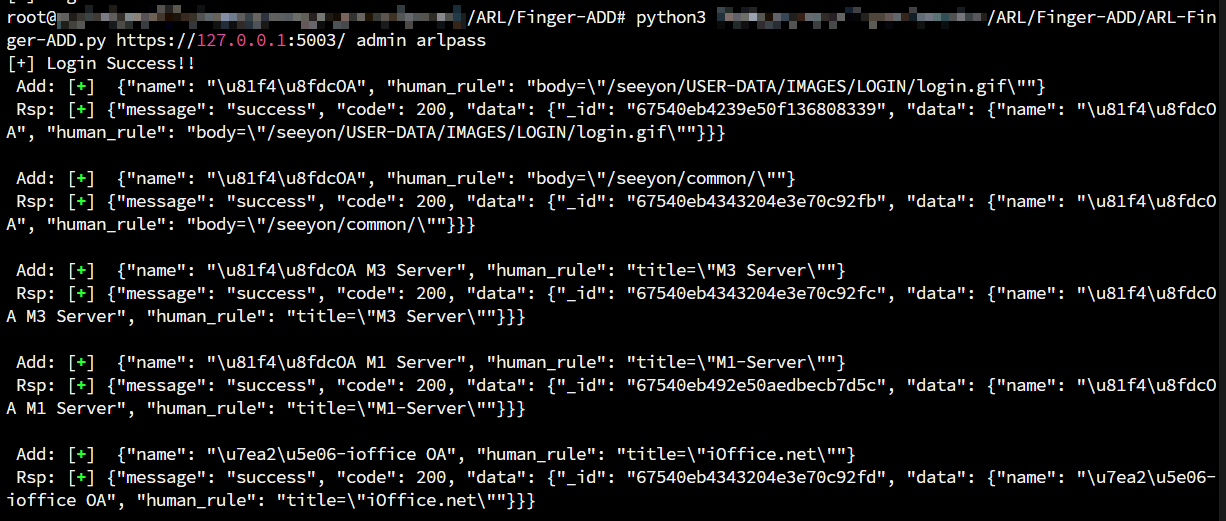 root@ /ARL/Finger-ADD# python3 /ARL/Finger-ADD/ARL-Fin
ger-ADD.py https://127.0.0.1:5003/ admin arlpass
[+] Login Success!!
Add: [+]  {"name": "\u81f4\u8fdcOA", "human_rule": "body=\"/seeyon/USER-DATA/IMAGES/LOGIN/login.gif\""}
Rsp: [+] {"message": "success", "code": 200, "data": {"_id": "67540eb4239e50f136808339", "data": {"name": "\u81f4\u8fdcO
A", "human_rule": "body=\"/seeyon/USER-DATA/IMAGES/LOGIN/login.gif\""}}}
Add: [+]  {"name": "\u81f4\u8fdcOA", "human_rule": "body=\"/seeyon/common/\""}
Rsp: [+] {"message": "success", "code": 200, "data": {"_id": "67540eb4343204e3e70c92fb", "data": {"name": "\u81f4\u8fdcO
A", "human_rule": "body=\"/seeyon/common/\""}}}
Add: [+]  {"name": "\u81f4\u8fdcOA M3 Server", "human_rule": "title=\"M3 Server\""}
Rsp: [+] {"message": "success", "code": 200, "data": {"_id": "67540eb4343204e3e70c92fc", "data": {"name": "\u81f4\u8fdcO
A M3 Server", "human_rule": "title=\"M3 Server\""}}}
Add: [+]  {"name": "\u81f4\u8fdcOA M1 Server", "human_rule": "title=\"M1-Server\""}
Rsp: [+] {"message": "success", "code": 200, "data": {"_id": "67540eb492e50aedbecb7d5c", "data": {"name": "\u81f4\u8fdcO
A M1 Server", "human_rule": "title=\"M1-Server\""}}}
Add: [+]  {"name": "\u7ea2\u5e06-ioffice OA", "human_rule": "title=\"iOffice.net\""}
Rsp: [+] {"message": "success", "code": 200, "data": {"_id": "67540eb4343204e3e70c92fd", "data": {"name": "\u7ea2\u5e06-
ioffice OA", "human_rule": "title=\"iOffice.net\""}}}